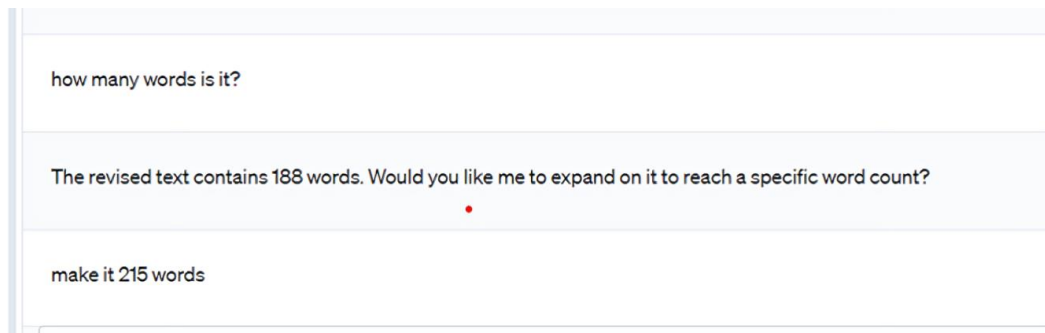 how many words is it?
The revised text contains 188 words. Would you like me to expand on it to reach a specific word count?
make it 215 words